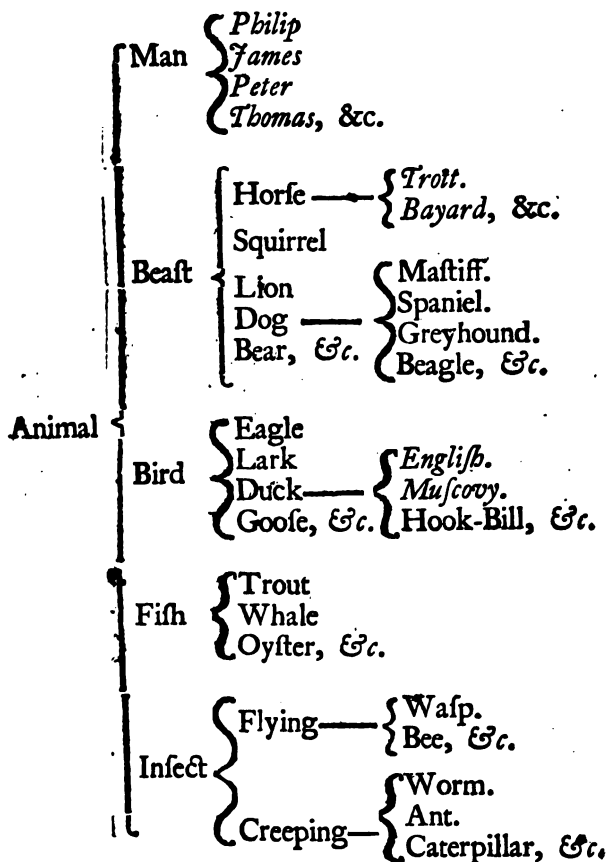 Philip
Man James
Peter
Thomas, &c.
Horſe Trott.
Bayard, &c.
Squirrel
Beaſt Maſtiff.
Lion Spaniel.
Dog Greyhound.
Bear, &c. Beagle, &c.
Animal Eagle
Lark Engliſh.
Bird Duck Muſcovy.
Gooſe, &c. Hook-Bill, &c.
Trout
Fiſh Whale
Oyſter, &c.
Flying Waſp.
Bee, &c.
Inſect Worm.
Ant.
Creeping Caterpillar, &c.